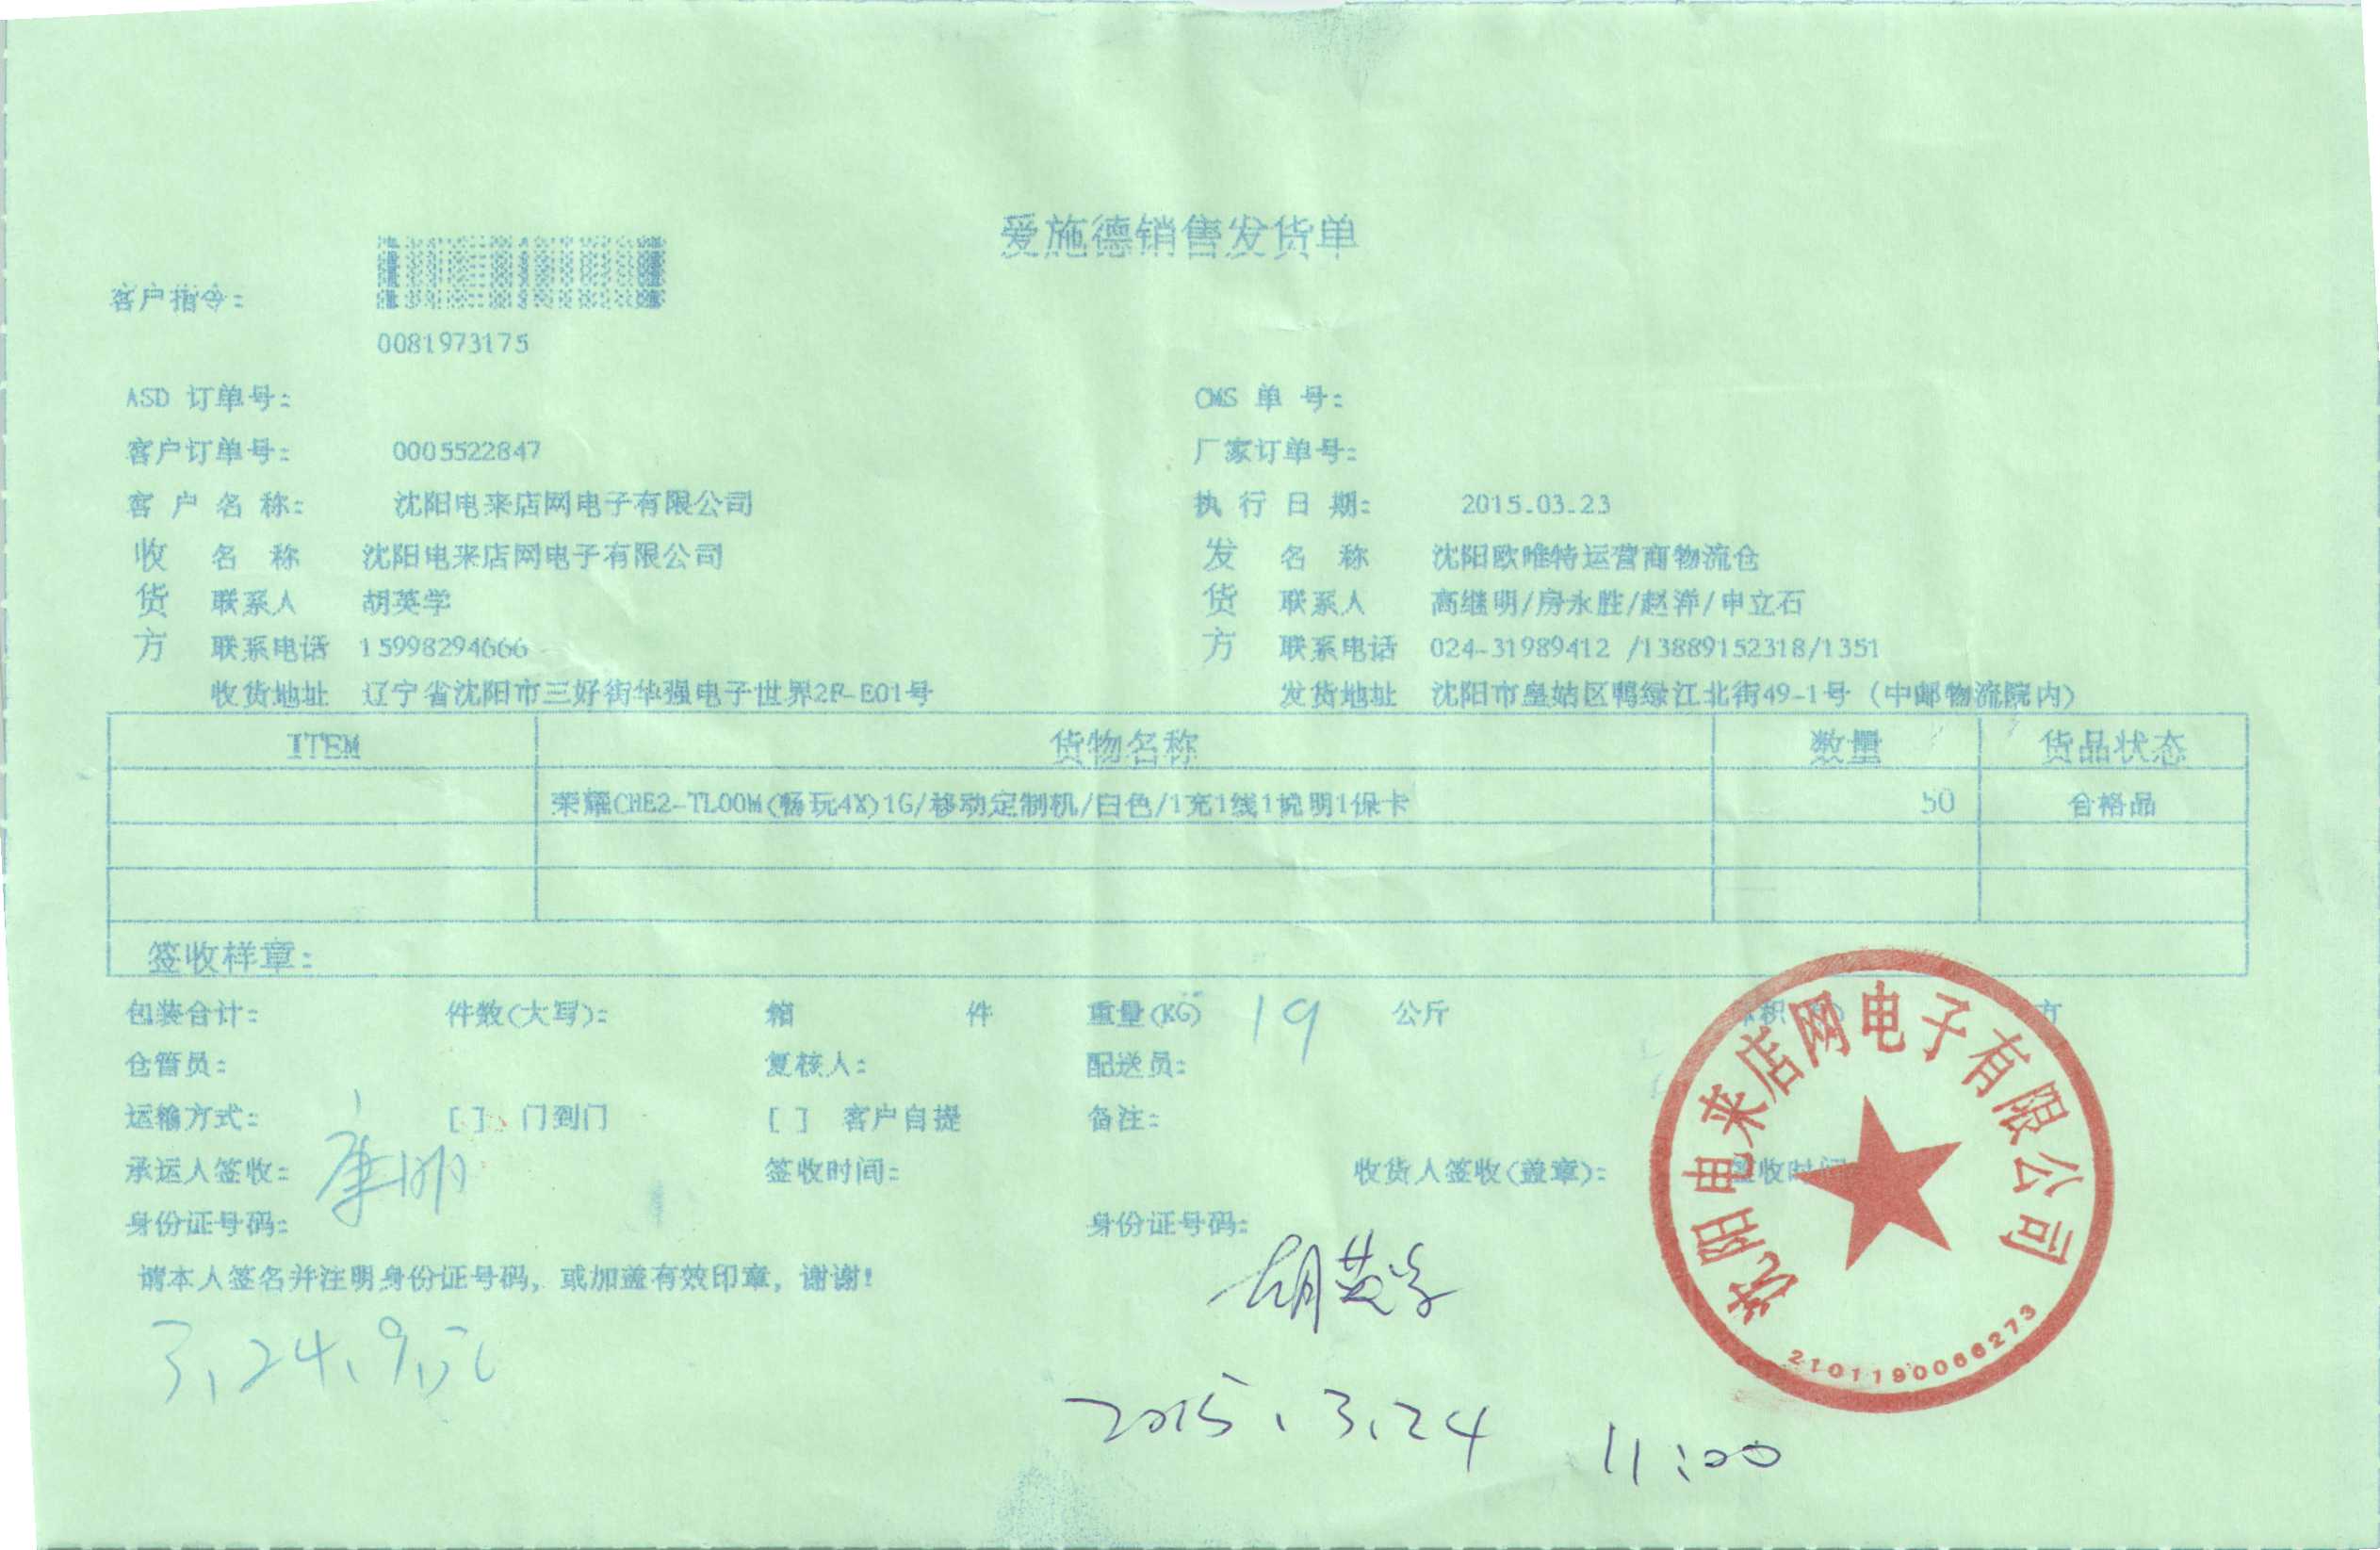 爱施德销售发货单
客户指令：
0081973175
ASD 订单号： CMS 单 号：
客户订单号： 0005522847 厂家订单号：
客户名称： 沈阳电来店网电子有限公司 执行日期： 2015.03.23
收 名 称 沈阳电来店网电子有限公司 发 名 称 沈阳欧唯特运营商物流仓
货 联系人 胡英学 货 联系人 高继明/房永胜/赵洋/申立石
方 联系电话 15998294666 方 联系电话 024-31989412 /13889152318/1351
收货地址 辽宁省沈阳市三好街华强电子世界2F-E01号 发货地址 沈阳市皇姑区鸭绿江北街49-1号（中邮物流院内）
ITEM 货物名称 数量 货品状态
荣耀CHE2-TL00M(畅玩4X)1G/移动定制机/白色/1充1线1说明1保卡 50 合格品
签收样章：
包装合计： 件数(大写)： 箱 件 重量(KG) 19 公斤 方
仓管员： 复核人： 配送员：
运输方式： [ ] 门到门 [ ] 客户自提 备注：
承运人签收： 签收时间： 收货人签收(盖章)： 签收时间
身份证号码： 身份证号码：
请本人签名并注明身份证号码，或加盖有效印章，谢谢！
胡英学
3.24.9
2015.3.24 11:00
沈阳电来店网电子有限公司
2101190066273